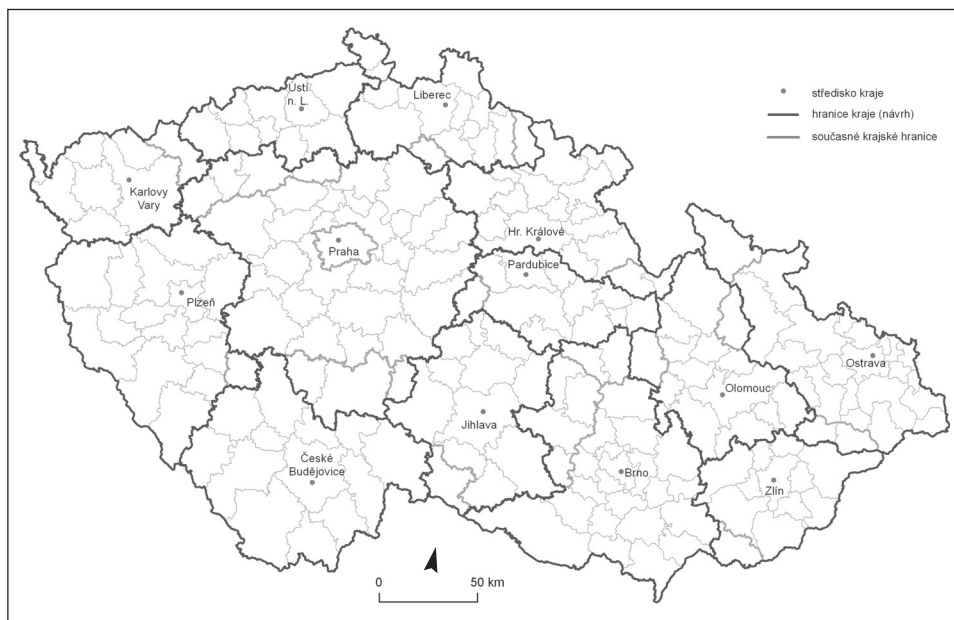 Ústí
n. L.
Liberec
středisko kraje
hranice kraje (návrh)
současné krajské hranice
Karlovy
Vary
Hr. Králové
Praha
Pardubice
Plzeň
Ostrava
Olomouc
Jihlava
České
Budějovice
Brno
Zlín
0 50 km